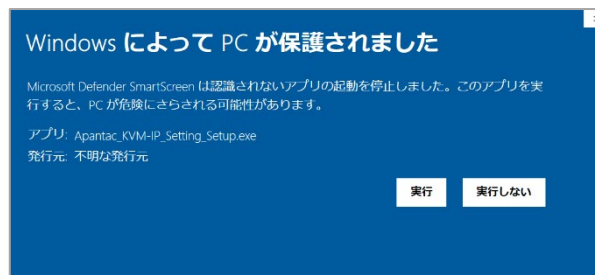 Windows によって PC が保護されました
Microsoft Defender SmartScreen は認識されないアプリの起動を停止しました。このアプリを実
行すると、PC が危険にさらされる可能性があります。
アプリ: Apantac_KVM-IP_Setting_Setup.exe
発行元: 不明な発行元
実行 実行しない